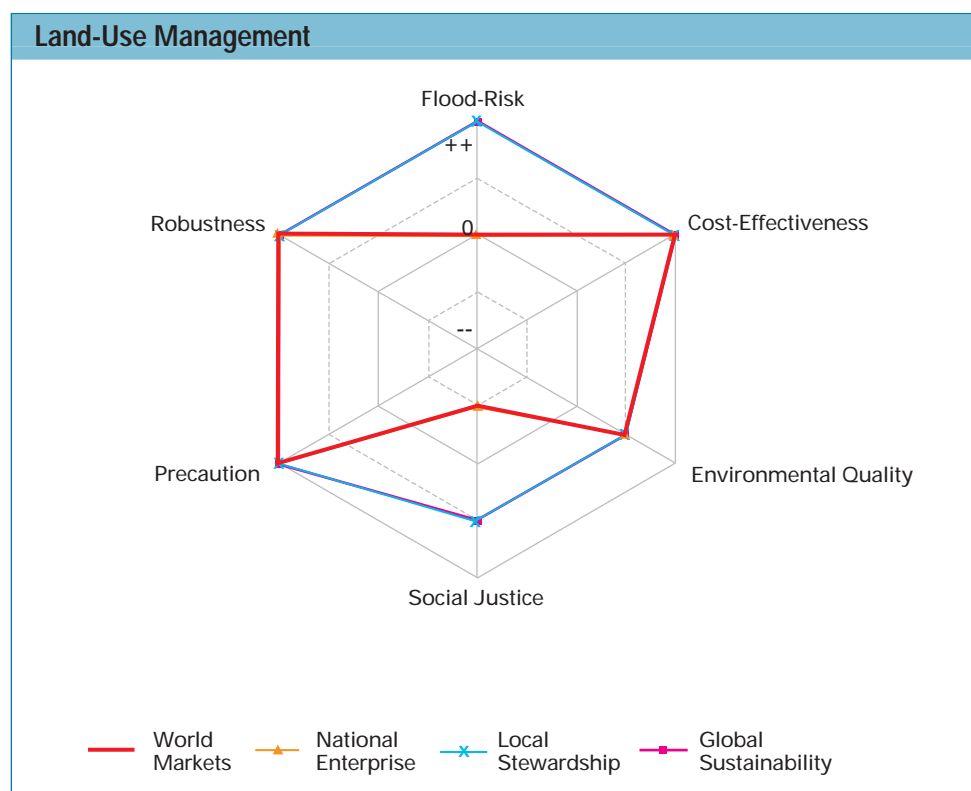 Land-Use Management
Flood-Risk
++
Robustness
0
Cost-Effectiveness
--
Precaution
Environmental Quality
Social Justice
World
Markets
National
Enterprise
Local
Stewardship
Global
Sustainability